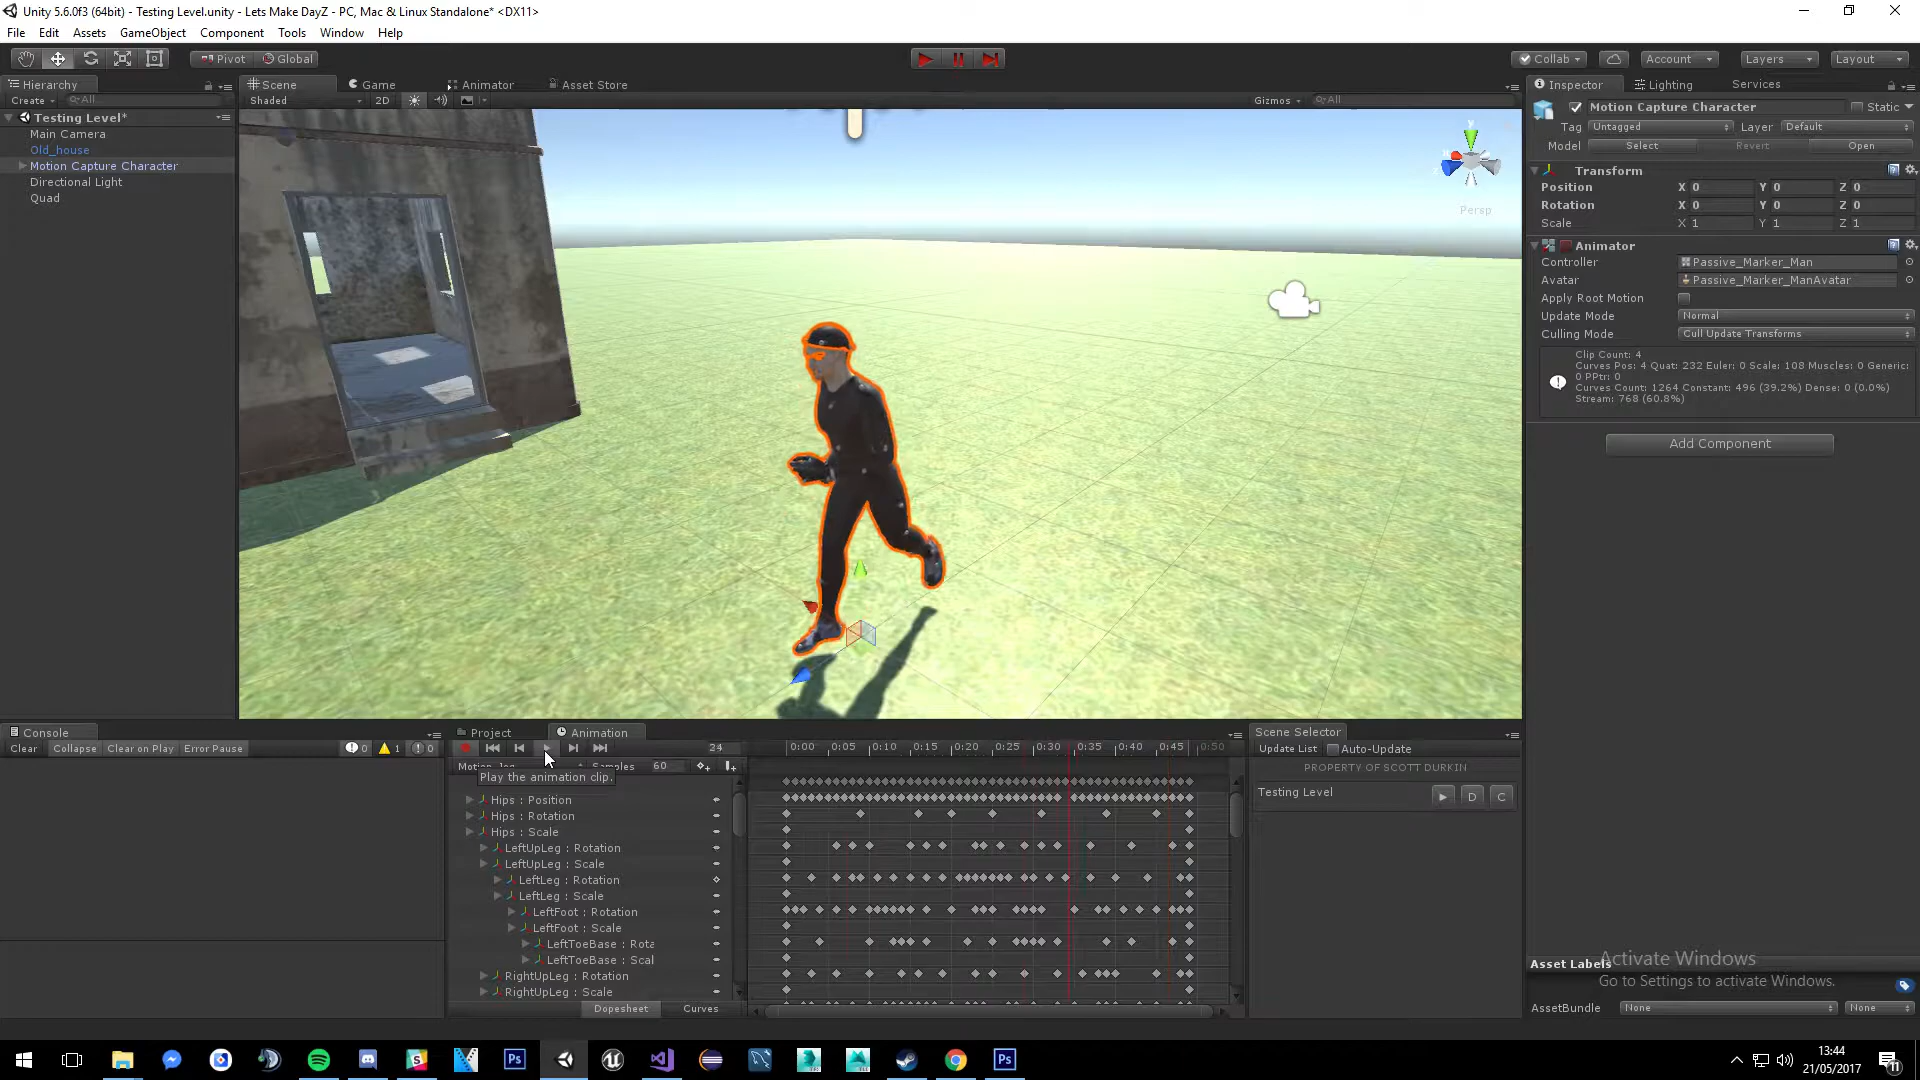 Unity 5.6.0f3 (64bit) - Testing Level.unity - Lets Make DayZ - PC, Mac & Linux Standalone* <DX11>
File Edit Assets GameObject Component Tools Window Help
Pivot Global Collab Account Layers Layout
Hierarchy Scene Game Animator Asset Store Inspector Lighting Services
Create All Shaded 2D Gizmos All
Motion Capture Character Static
Testing Level*
Main Camera
Old_house
Motion Capture Character
Directional Light
Quad
Tag Untagged Layer Default
Model Select Revert Open
Transform
Position X 0 Y 0 Z 0
Rotation X 0 Y 0 Z 0
Scale X 1 Y 1 Z 1
Persp
Animator
Controller Passive_Marker_Man
Avatar Passive_Marker_ManAvatar
Apply Root Motion
Update Mode Normal
Culling Mode Cull Update Transforms
Clip Count: 4
Curves Pos: 4 Quat: 232 Euler: 0 Scale: 108 Muscles: 0 Generic:
0 PPtr: 0
Curves Count: 1264 Constant: 496 (39.2%) Dense: 0 (0.0%)
Stream: 768 (60.8%)
Add Component
Console Project Animation Scene Selector
Clear Collapse Clear on Play Error Pause 0 1 0
24 0:00 0:05 0:10 0:15 0:20 0:25 0:30 0:35 0:40 0:45 0:50
Samples 60
Play the animation clip.
Hips : Position
Hips : Rotation
Hips : Scale
LeftUpLeg : Rotation
LeftUpLeg : Scale
LeftLeg : Rotation
LeftLeg : Scale
LeftFoot : Rotation
LeftFoot : Scale
LeftToeBase : Rota
LeftToeBase : Scal
RightUpLeg : Rotation
RightUpLeg : Scale
Dopesheet Curves
Update List Auto-Update
PROPERTY OF SCOTT DURKIN
Testing Level D C
Asset Labels
Activate Windows
Go to Settings to activate Windows.
AssetBundle None None
13:44
21/05/2017
11